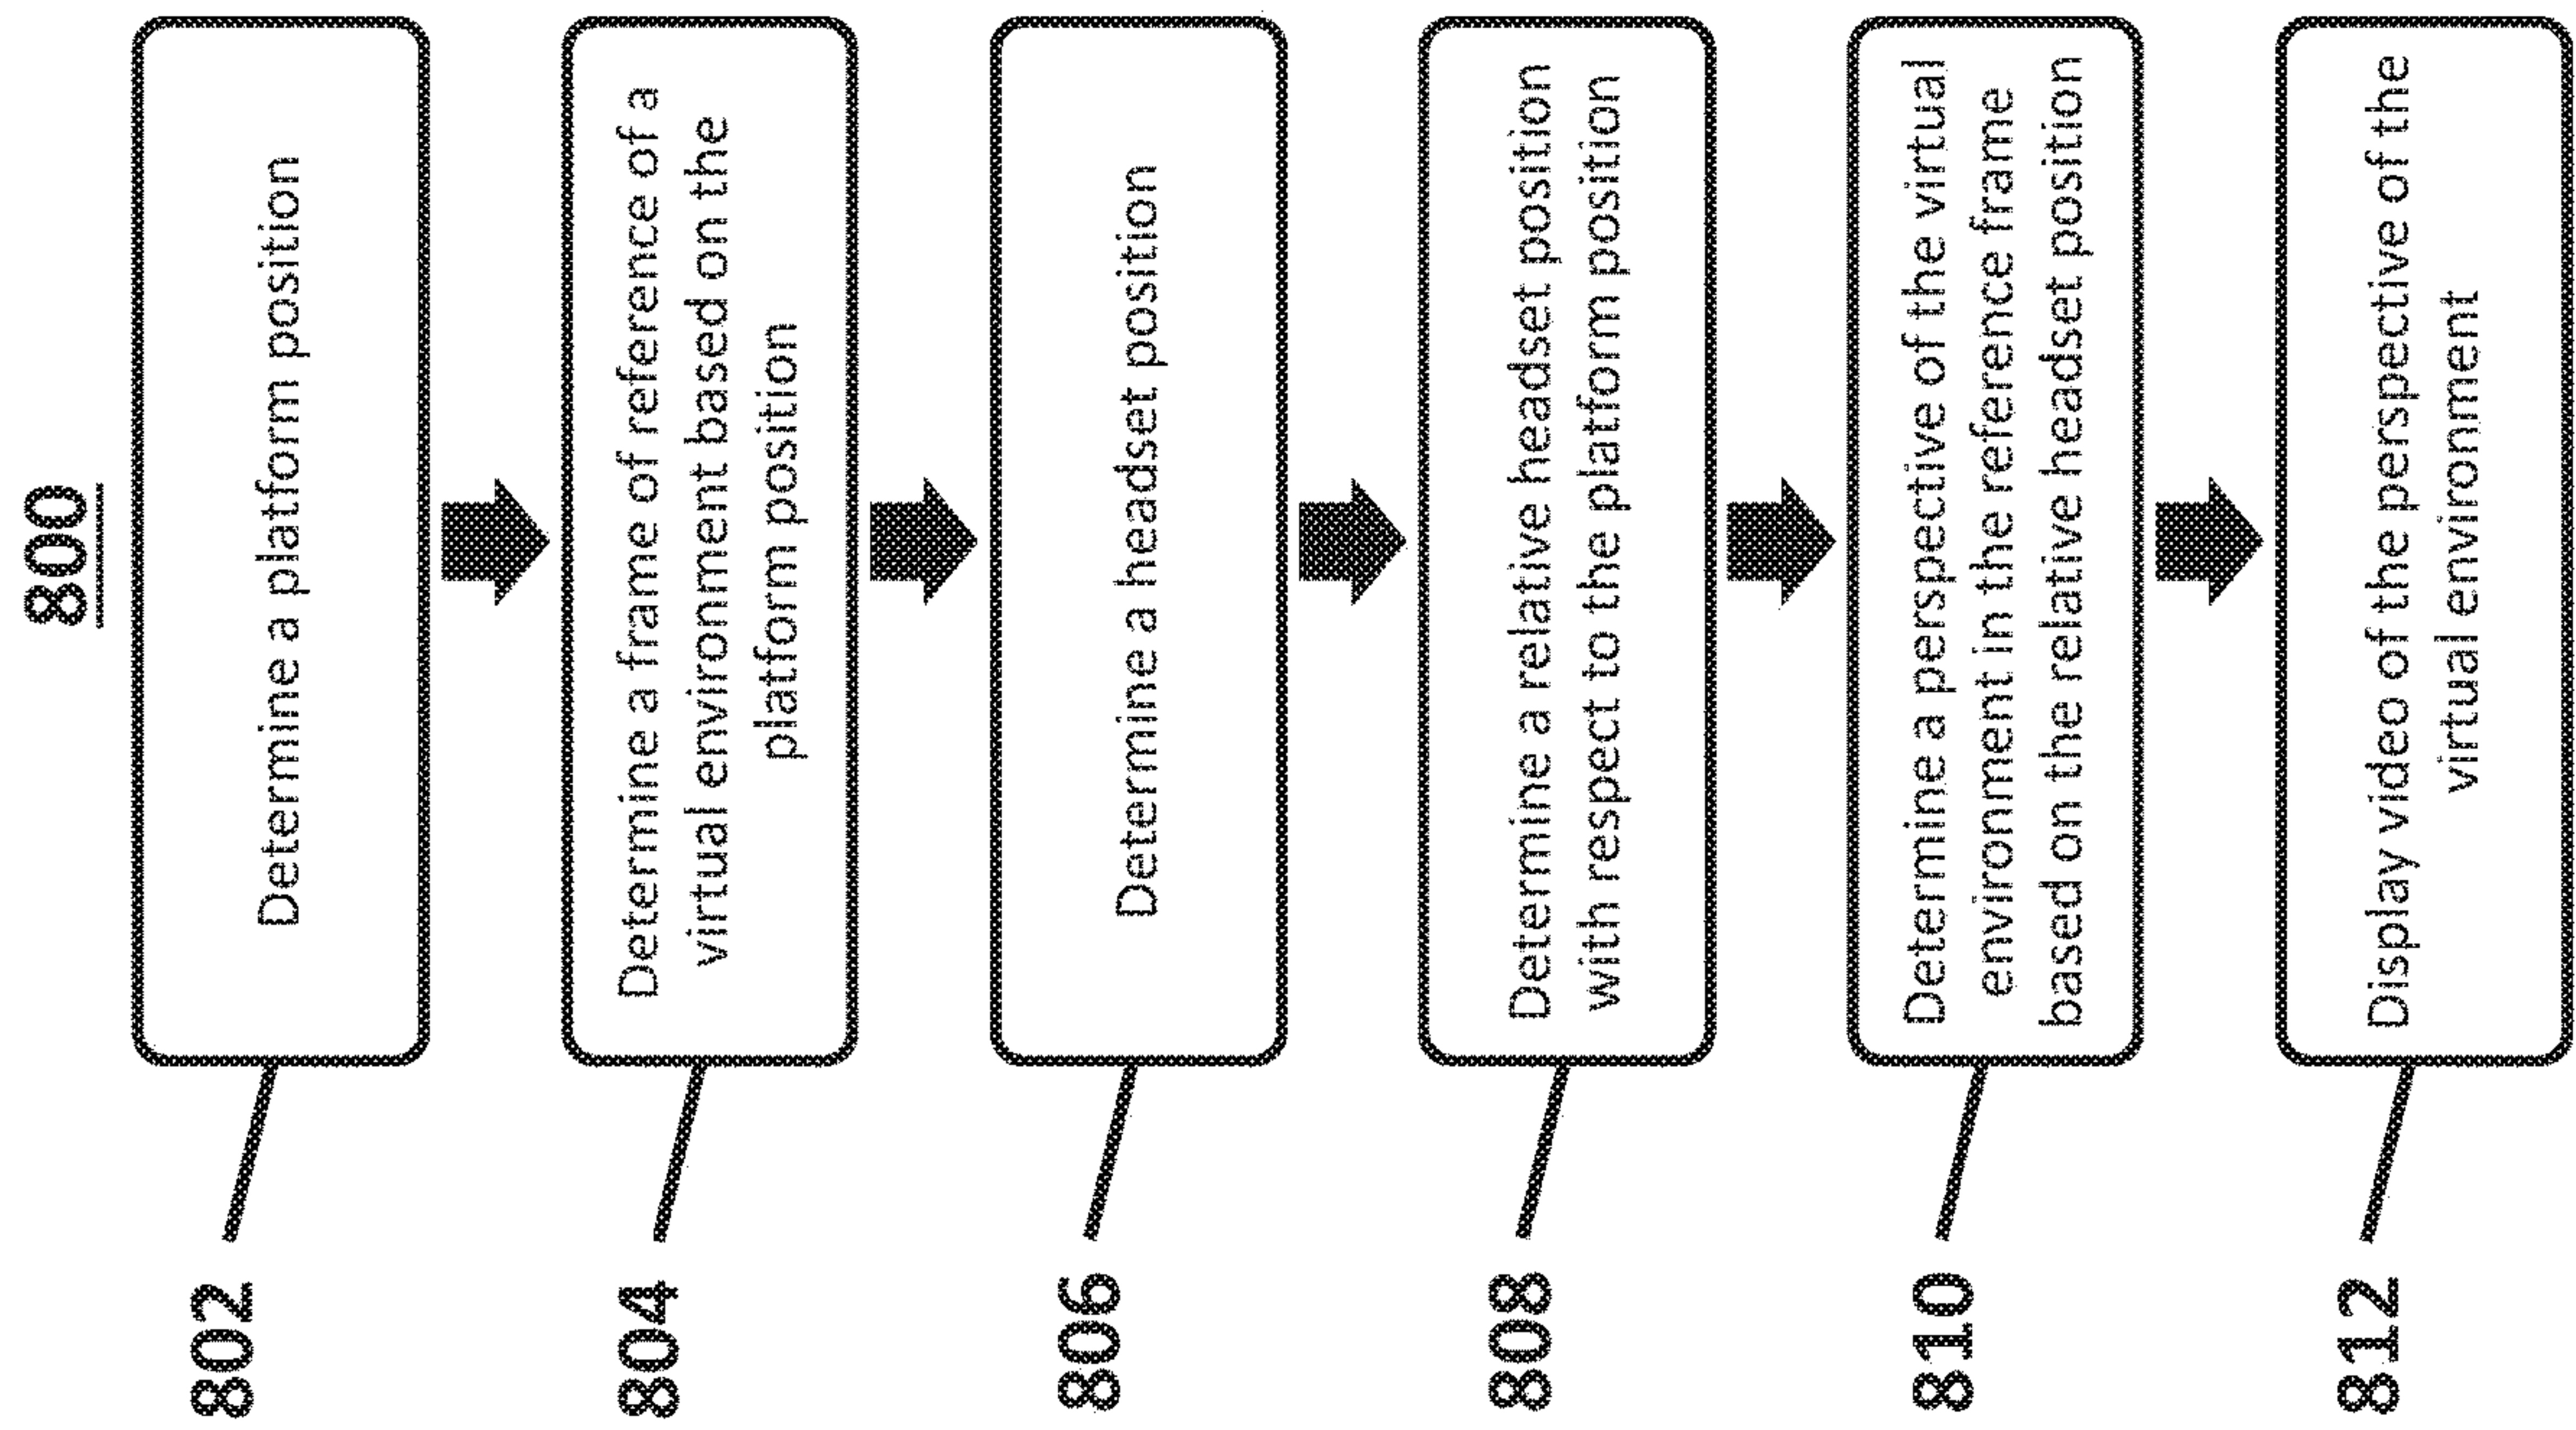 800
802
Determine a platform position
804
Determine a frame of reference of a
virtual environment based on the
platform position
806
Determine a headset position
808
Determine a relative headset position
with respect to the platform position
810
Determine a perspective of the virtual
environment in the reference frame
based on the relative headset position
812
Display video of the perspective of the
virtual environment